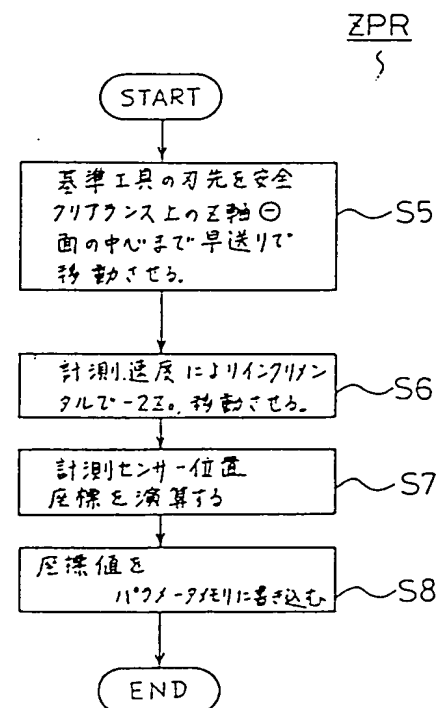 ZPR
START
基準工具の刃先を安全
クリアランス上のZ軸⊖
面の中心まで早送りで
移動させる.
S5
計測速度によりインクリメン
タルで-2Z₀.移動させる.
S6
計測センサー位置
座標を演算する
S7
座標値を
パラメータメモリに書き込む
S8
END